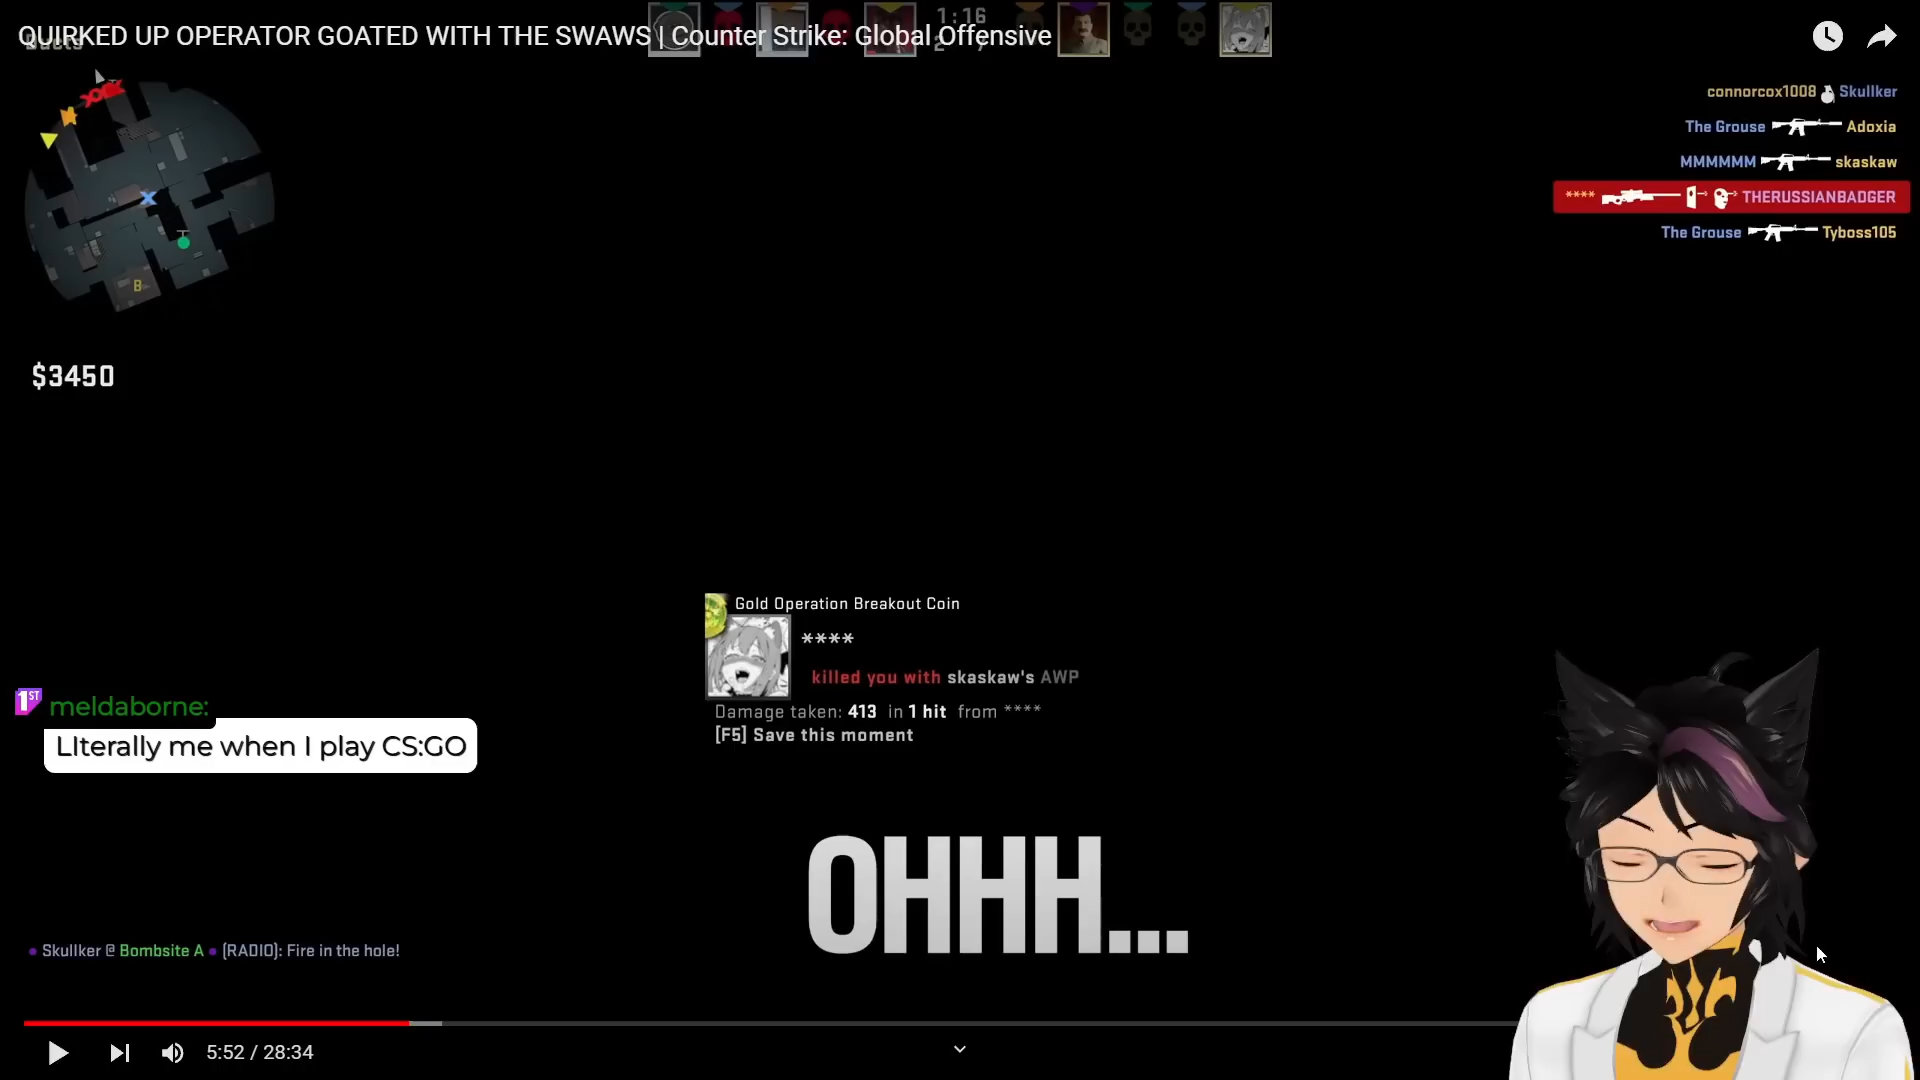 QUIRKED UP OPERATOR GOATED WITH THE SWAWS | Counter Strike: Global Offensive
Ducts
1:16
connorcox1008 Skullker
The Grouse Adoxia
MMMMMM skaskaw
**** THERUSSIANBADGER
The Grouse Tyboss105
B
$3450
Gold Operation Breakout Coin
****
killed you with skaskaw's AWP
Damage taken: 413 in 1 hit from ****
[F5] Save this moment
1ST meldaborne:
LIterally me when I play CS:GO
OHHH...
• Skullker @ Bombsite A • (RADIO): Fire in the hole!
5:52 / 28:34